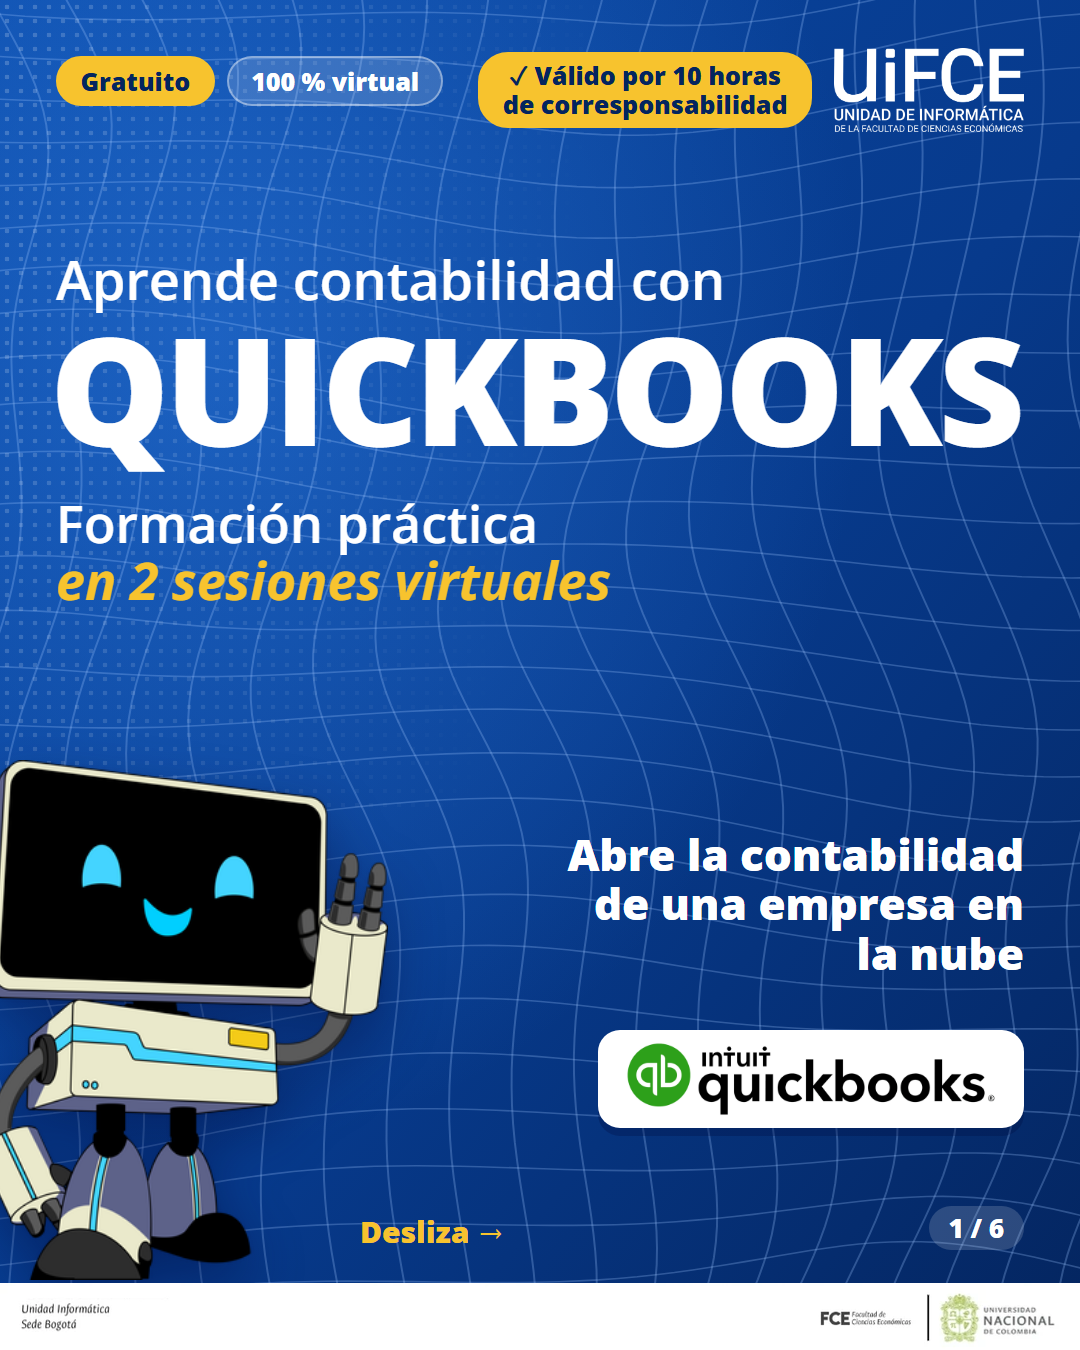 Gratuito
100 % virtual
✓ Válido por 10 horas
de corresponsabilidad
UiFCE
UNIDAD DE INFORMÁTICA
DE LA FACULTAD DE CIENCIAS ECONÓMICAS
Aprende contabilidad con
QUICKBOOKS
Formación práctica
en 2 sesiones virtuales
Abre la contabilidad
de una empresa en
la nube
qb
intuit
quickbooks®
Desliza →
1 / 6
Unidad Informática
Sede Bogotá
FCE
Facultad de
Ciencias Económicas
UNIVERSIDAD
NACIONAL
DE COLOMBIA